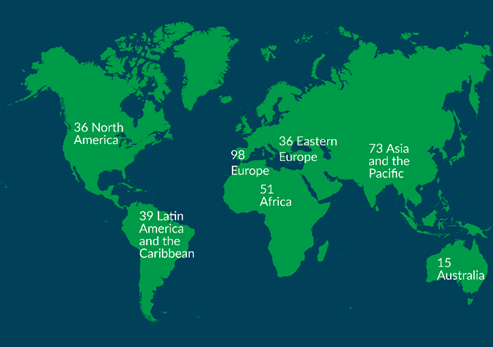 36 North
America
98
Europe
36 Eastern
Europe
73 Asia
and the
Pacific
51
Africa
39 Latin
America
and the
Caribbean
15
Australia